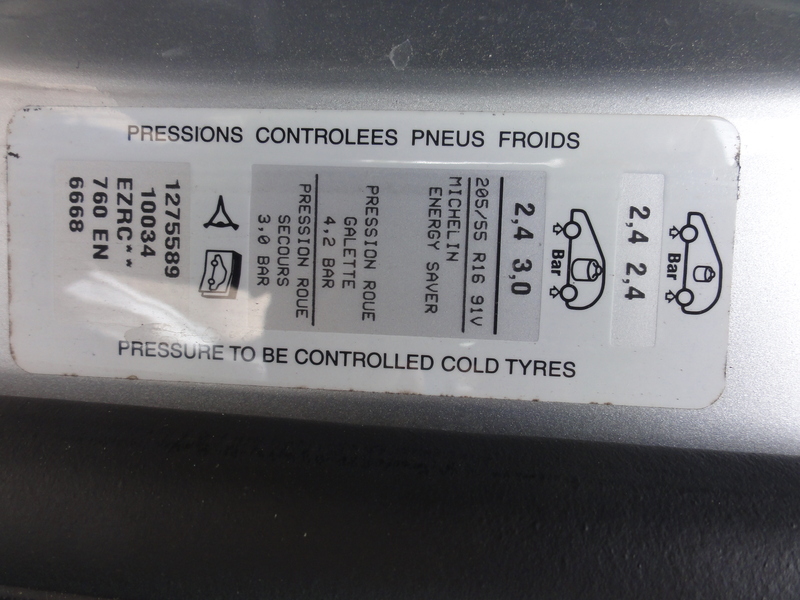 PRESSIONS CONTROLEES PNEUS FROIDS
Bar
2,4 2,4
Bar
2,4 3,0
205/55 R16 91V
MICHELIN
ENERGY SAVER
PRESSION ROUE
GALETTE
4,2 BAR
PRESSION ROUE
SECOURS
3,0 BAR
1275589
10034
EZRC**
760 EN
6668
PRESSURE TO BE CONTROLLED COLD TYRES